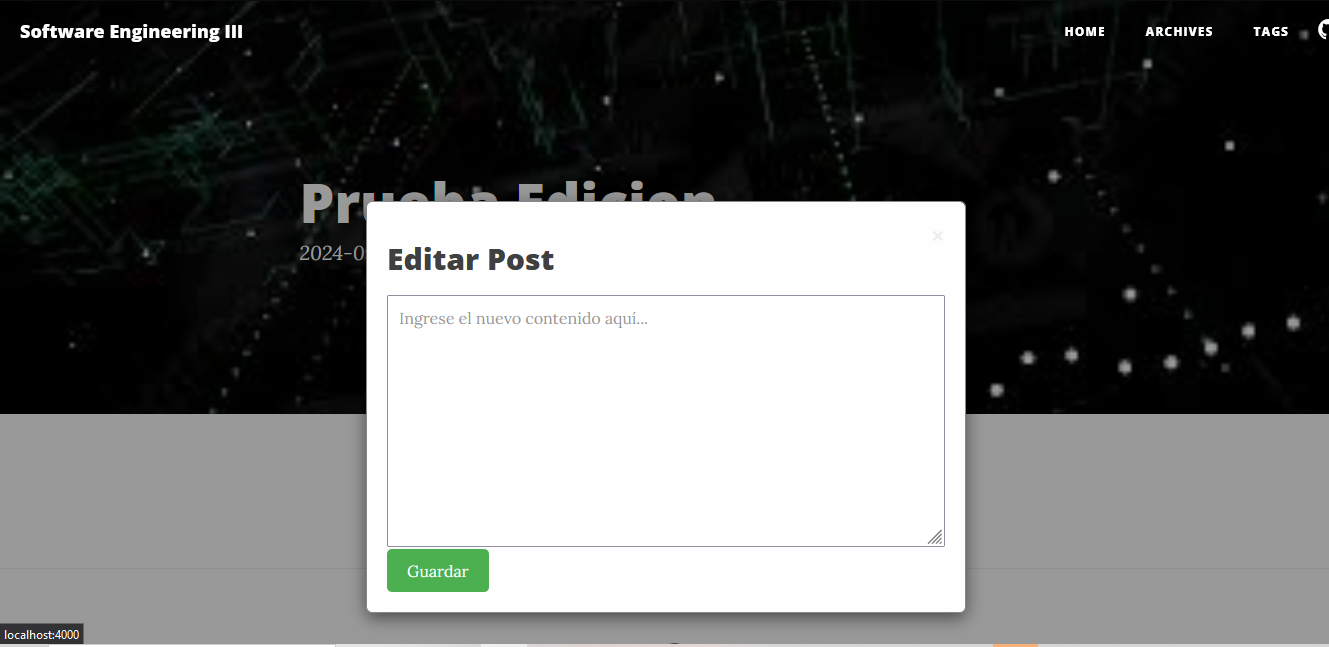 Software Engineering III
HOME ARCHIVES TAGS
Prueba Edicion
2024-0
×
Editar Post
Ingrese el nuevo contenido aquí...
Guardar
localhost:4000